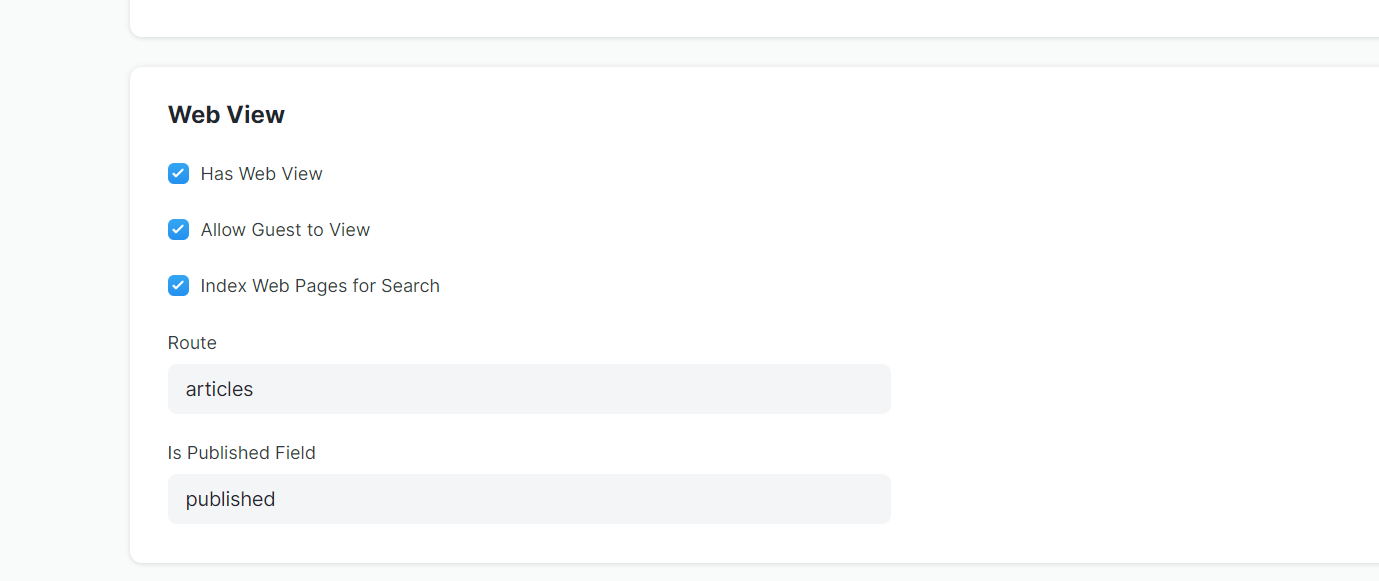 Web View
Has Web View
Allow Guest to View
Index Web Pages for Search
Route
articles
Is Published Field
published